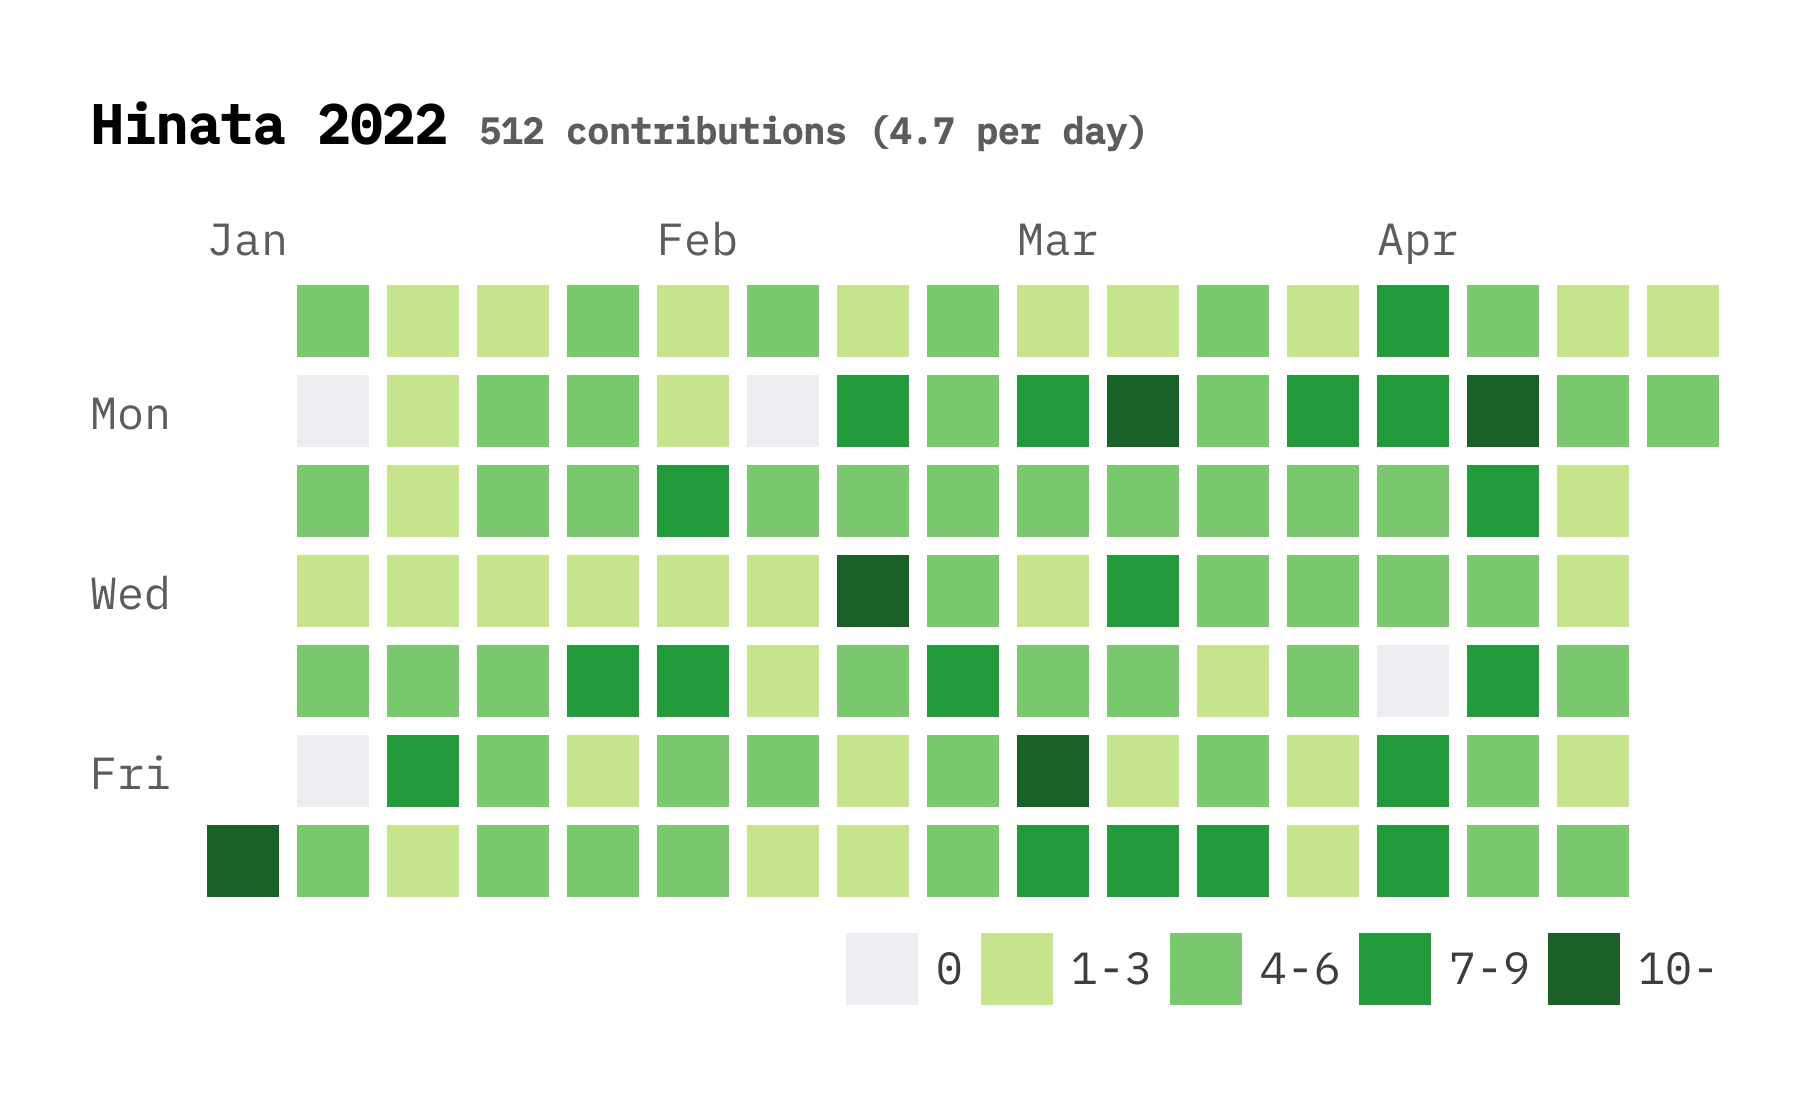 Hinata 2022 512 contributions (4.7 per day)
Jan Feb Mar Apr
Mon
Wed
Fri
0 1-3 4-6 7-9 10-